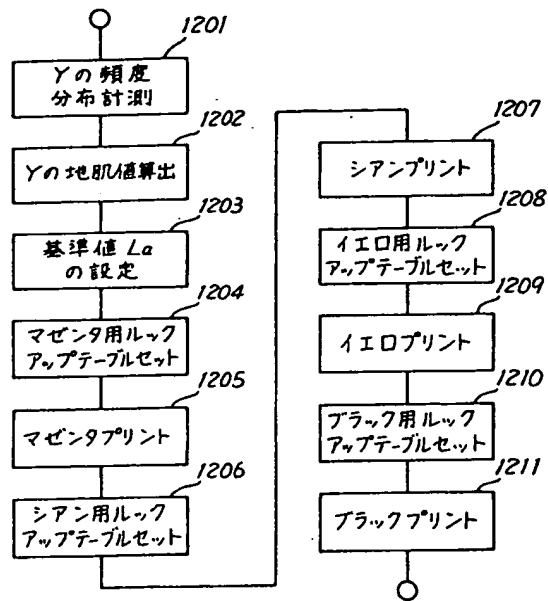 1201
Yの頻度
分布計測
1202
Yの地肌値算出
1203
基準値 La
の設定
1204
マゼンタ用ルック
アップテーブルセット
1205
マゼンタプリント
1206
シアン用ルック
アップテーブルセット
1207
シアンプリント
1208
イエロ用ルック
アップテーブルセット
1209
イエロプリント
1210
ブラック用ルック
アップテーブルセット
1211
ブラックプリント